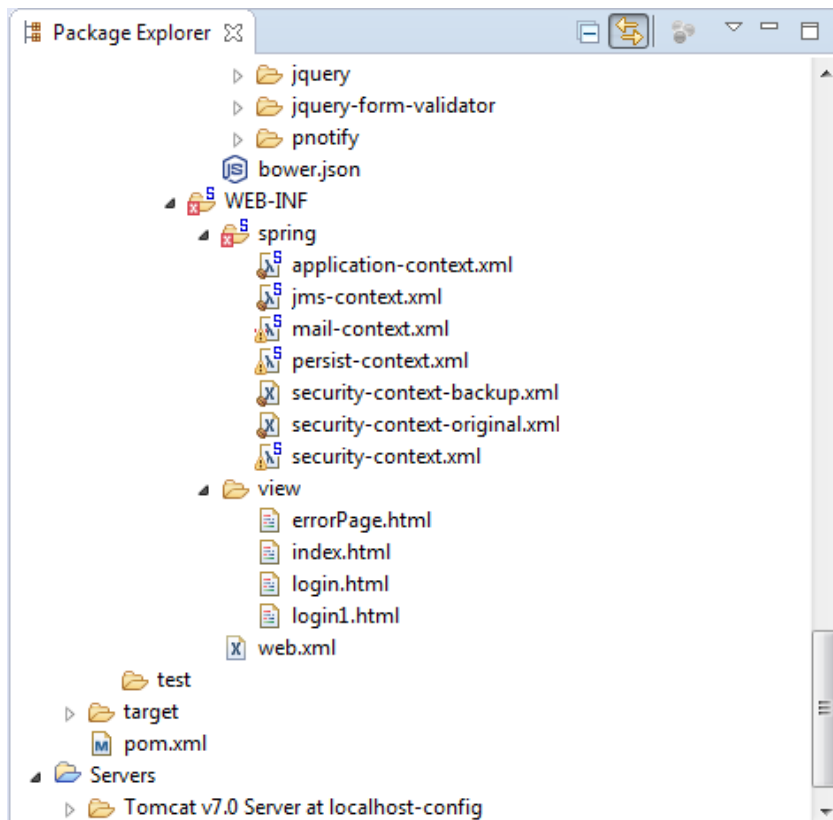 Package Explorer
jquery
jquery-form-validator
pnotify
JS bower.json
S WEB-INF
S spring
S application-context.xml
S jms-context.xml
S mail-context.xml
S persist-context.xml
X security-context-backup.xml
X security-context-original.xml
S security-context.xml
view
errorPage.html
index.html
login.html
login1.html
X web.xml
test
target
M pom.xml
Servers
Tomcat v7.0 Server at localhost-config